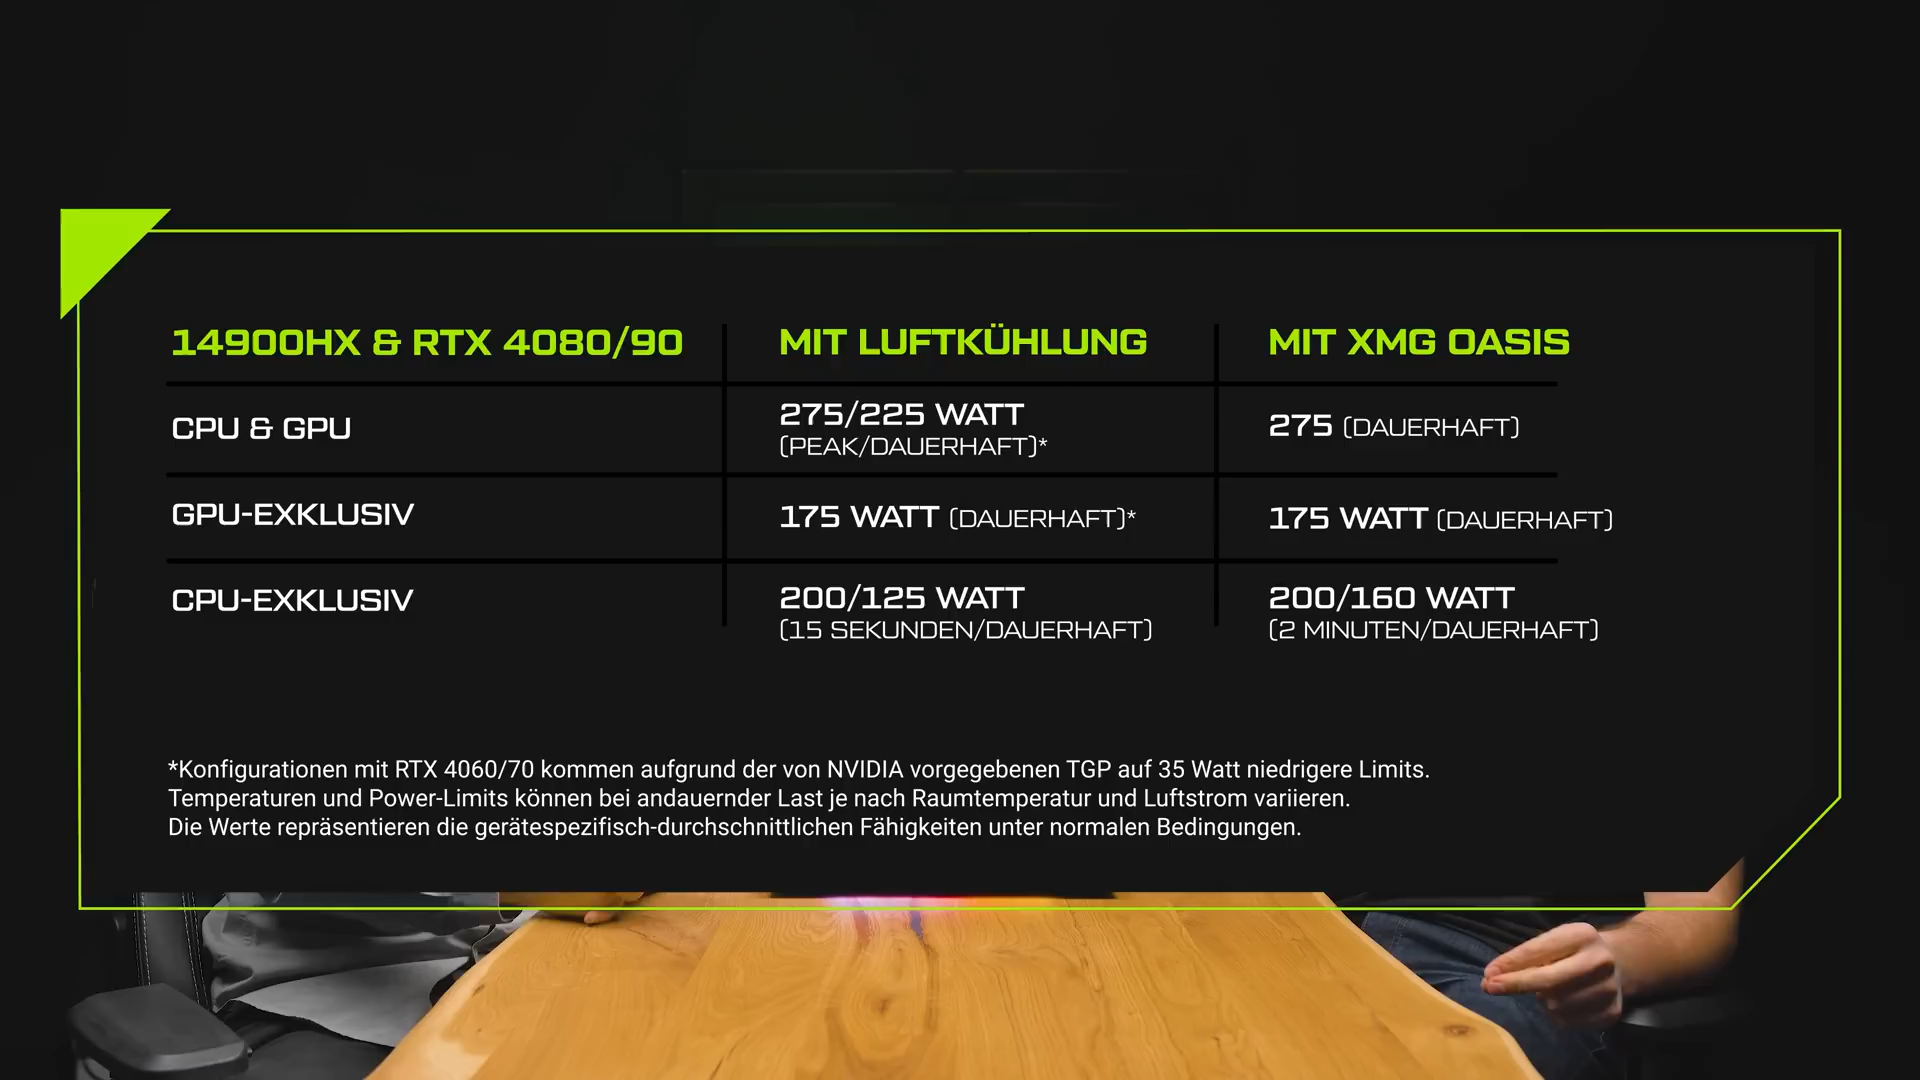 14900HX & RTX 4080/90
MIT LUFTKÜHLUNG
MIT XMG OASIS
CPU & GPU
275/225 WATT
(PEAK/DAUERHAFT)*
275 (DAUERHAFT)
GPU-EXKLUSIV
175 WATT (DAUERHAFT)*
175 WATT (DAUERHAFT)
CPU-EXKLUSIV
200/125 WATT
(15 SEKUNDEN/DAUERHAFT)
200/160 WATT
(2 MINUTEN/DAUERHAFT)
*Konfigurationen mit RTX 4060/70 kommen aufgrund der von NVIDIA vorgegebenen TGP auf 35 Watt niedrigere Limits.
Temperaturen und Power-Limits können bei andauernder Last je nach Raumtemperatur und Luftstrom variieren.
Die Werte repräsentieren die gerätespezifisch-durchschnittlichen Fähigkeiten unter normalen Bedingungen.